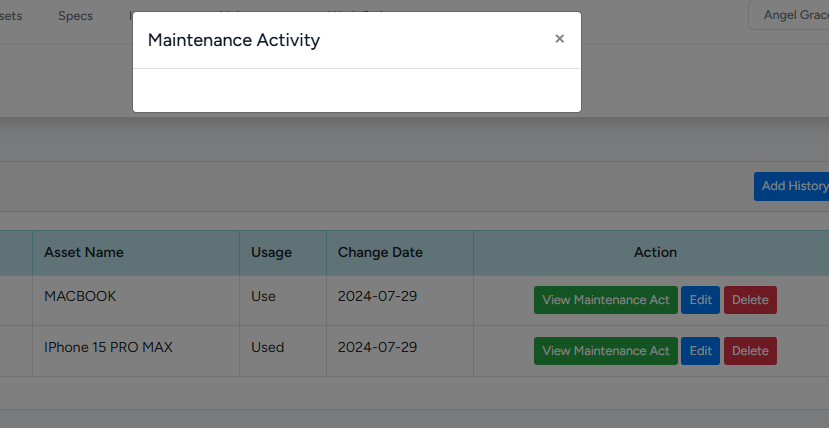 sets Specs
Angel Grace
Maintenance Activity ×
Add History
Asset Name Usage Change Date Action
MACBOOK Use 2024-07-29 View Maintenance Act Edit Delete
IPhone 15 PRO MAX Used 2024-07-29 View Maintenance Act Edit Delete